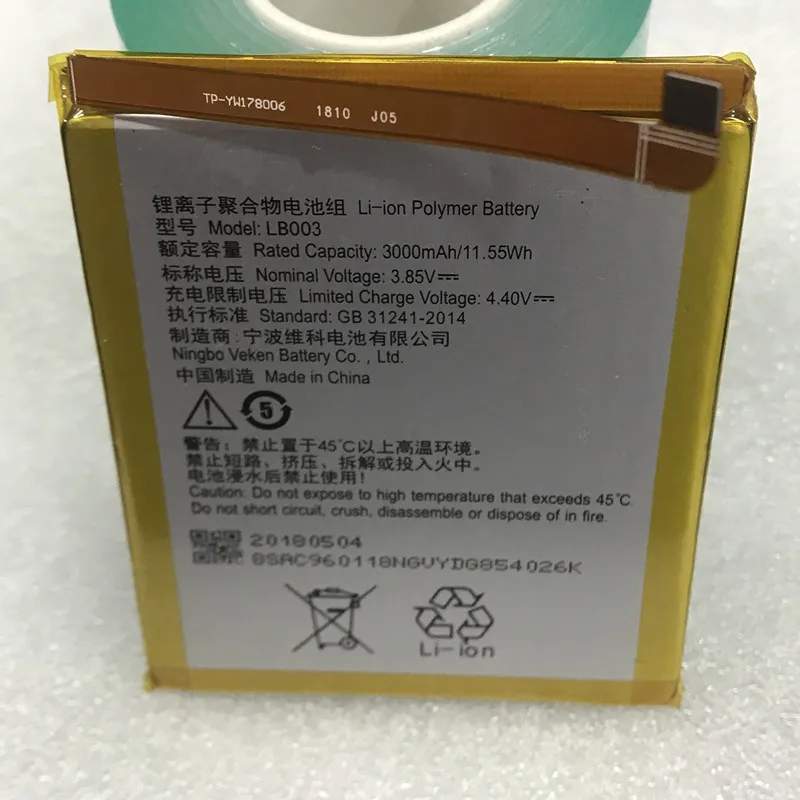 TP-YW178006 1810 J05
锂离子聚合物电池组 Li-ion Polymer Battery
型号 Model: LB003
额定容量 Rated Capacity: 3000mAh/11.55Wh
标称电压 Nominal Voltage: 3.85V⎓
充电限制电压 Limited Charge Voltage: 4.40V⎓
执行标准 Standard: GB 31241-2014
制造商: 宁波维科电池有限公司
Ningbo Veken Battery Co. , Ltd.
中国制造 Made in China
5
警告: 禁止置于45℃以上高温环境。
禁止短路、挤压、拆解或投入火中。
电池浸水后禁止使用!
Caution: Do not expose to high temperature that exceeds 45℃.
Do not short circuit, crush, disassemble or dispose of in fire.
20180504
8SAC960118NGVYDG854026K
Li-ion